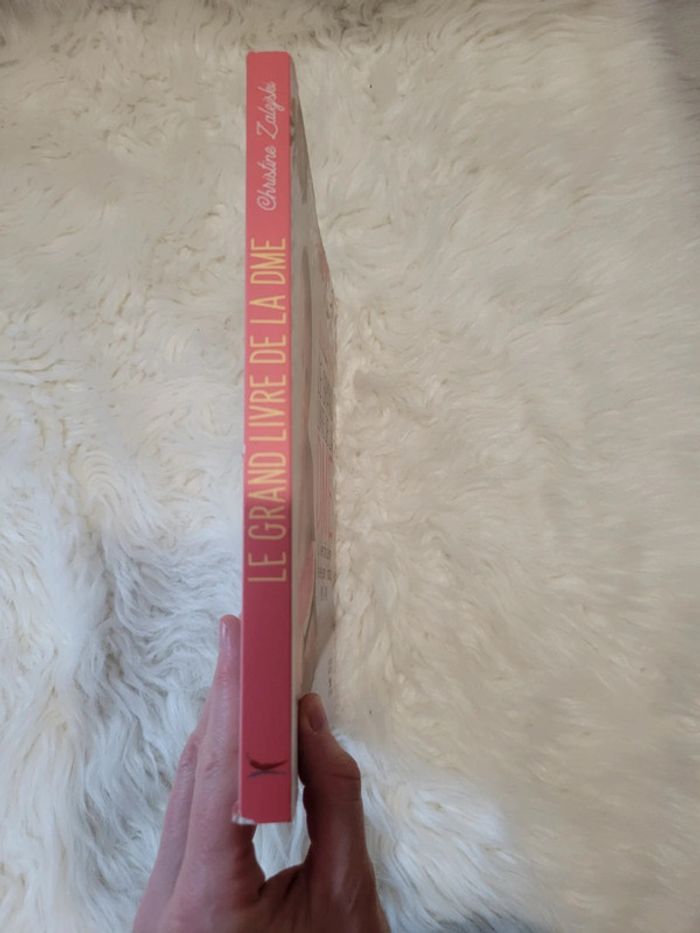 LE GRAND LIVRE DE LA DME
Christine Zalejski